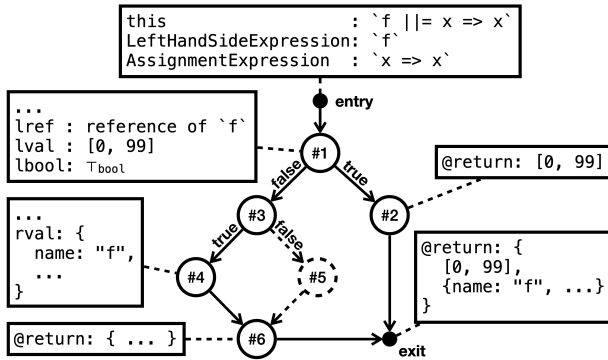 this                : `f ||= x => x`
LeftHandSideExpression: `f`
AssignmentExpression  : `x => x`
entry
...
lref : reference of `f`
lval : [0, 99]
lbool: ⊤bool
#1
false
true
@return: [0, 99]
#3
#2
true
false
...
rval: {
  name: "f",
  ...
}
#4
#5
@return: {
  [0, 99],
  {name: "f", ...}
}
@return: { ... }
#6
exit